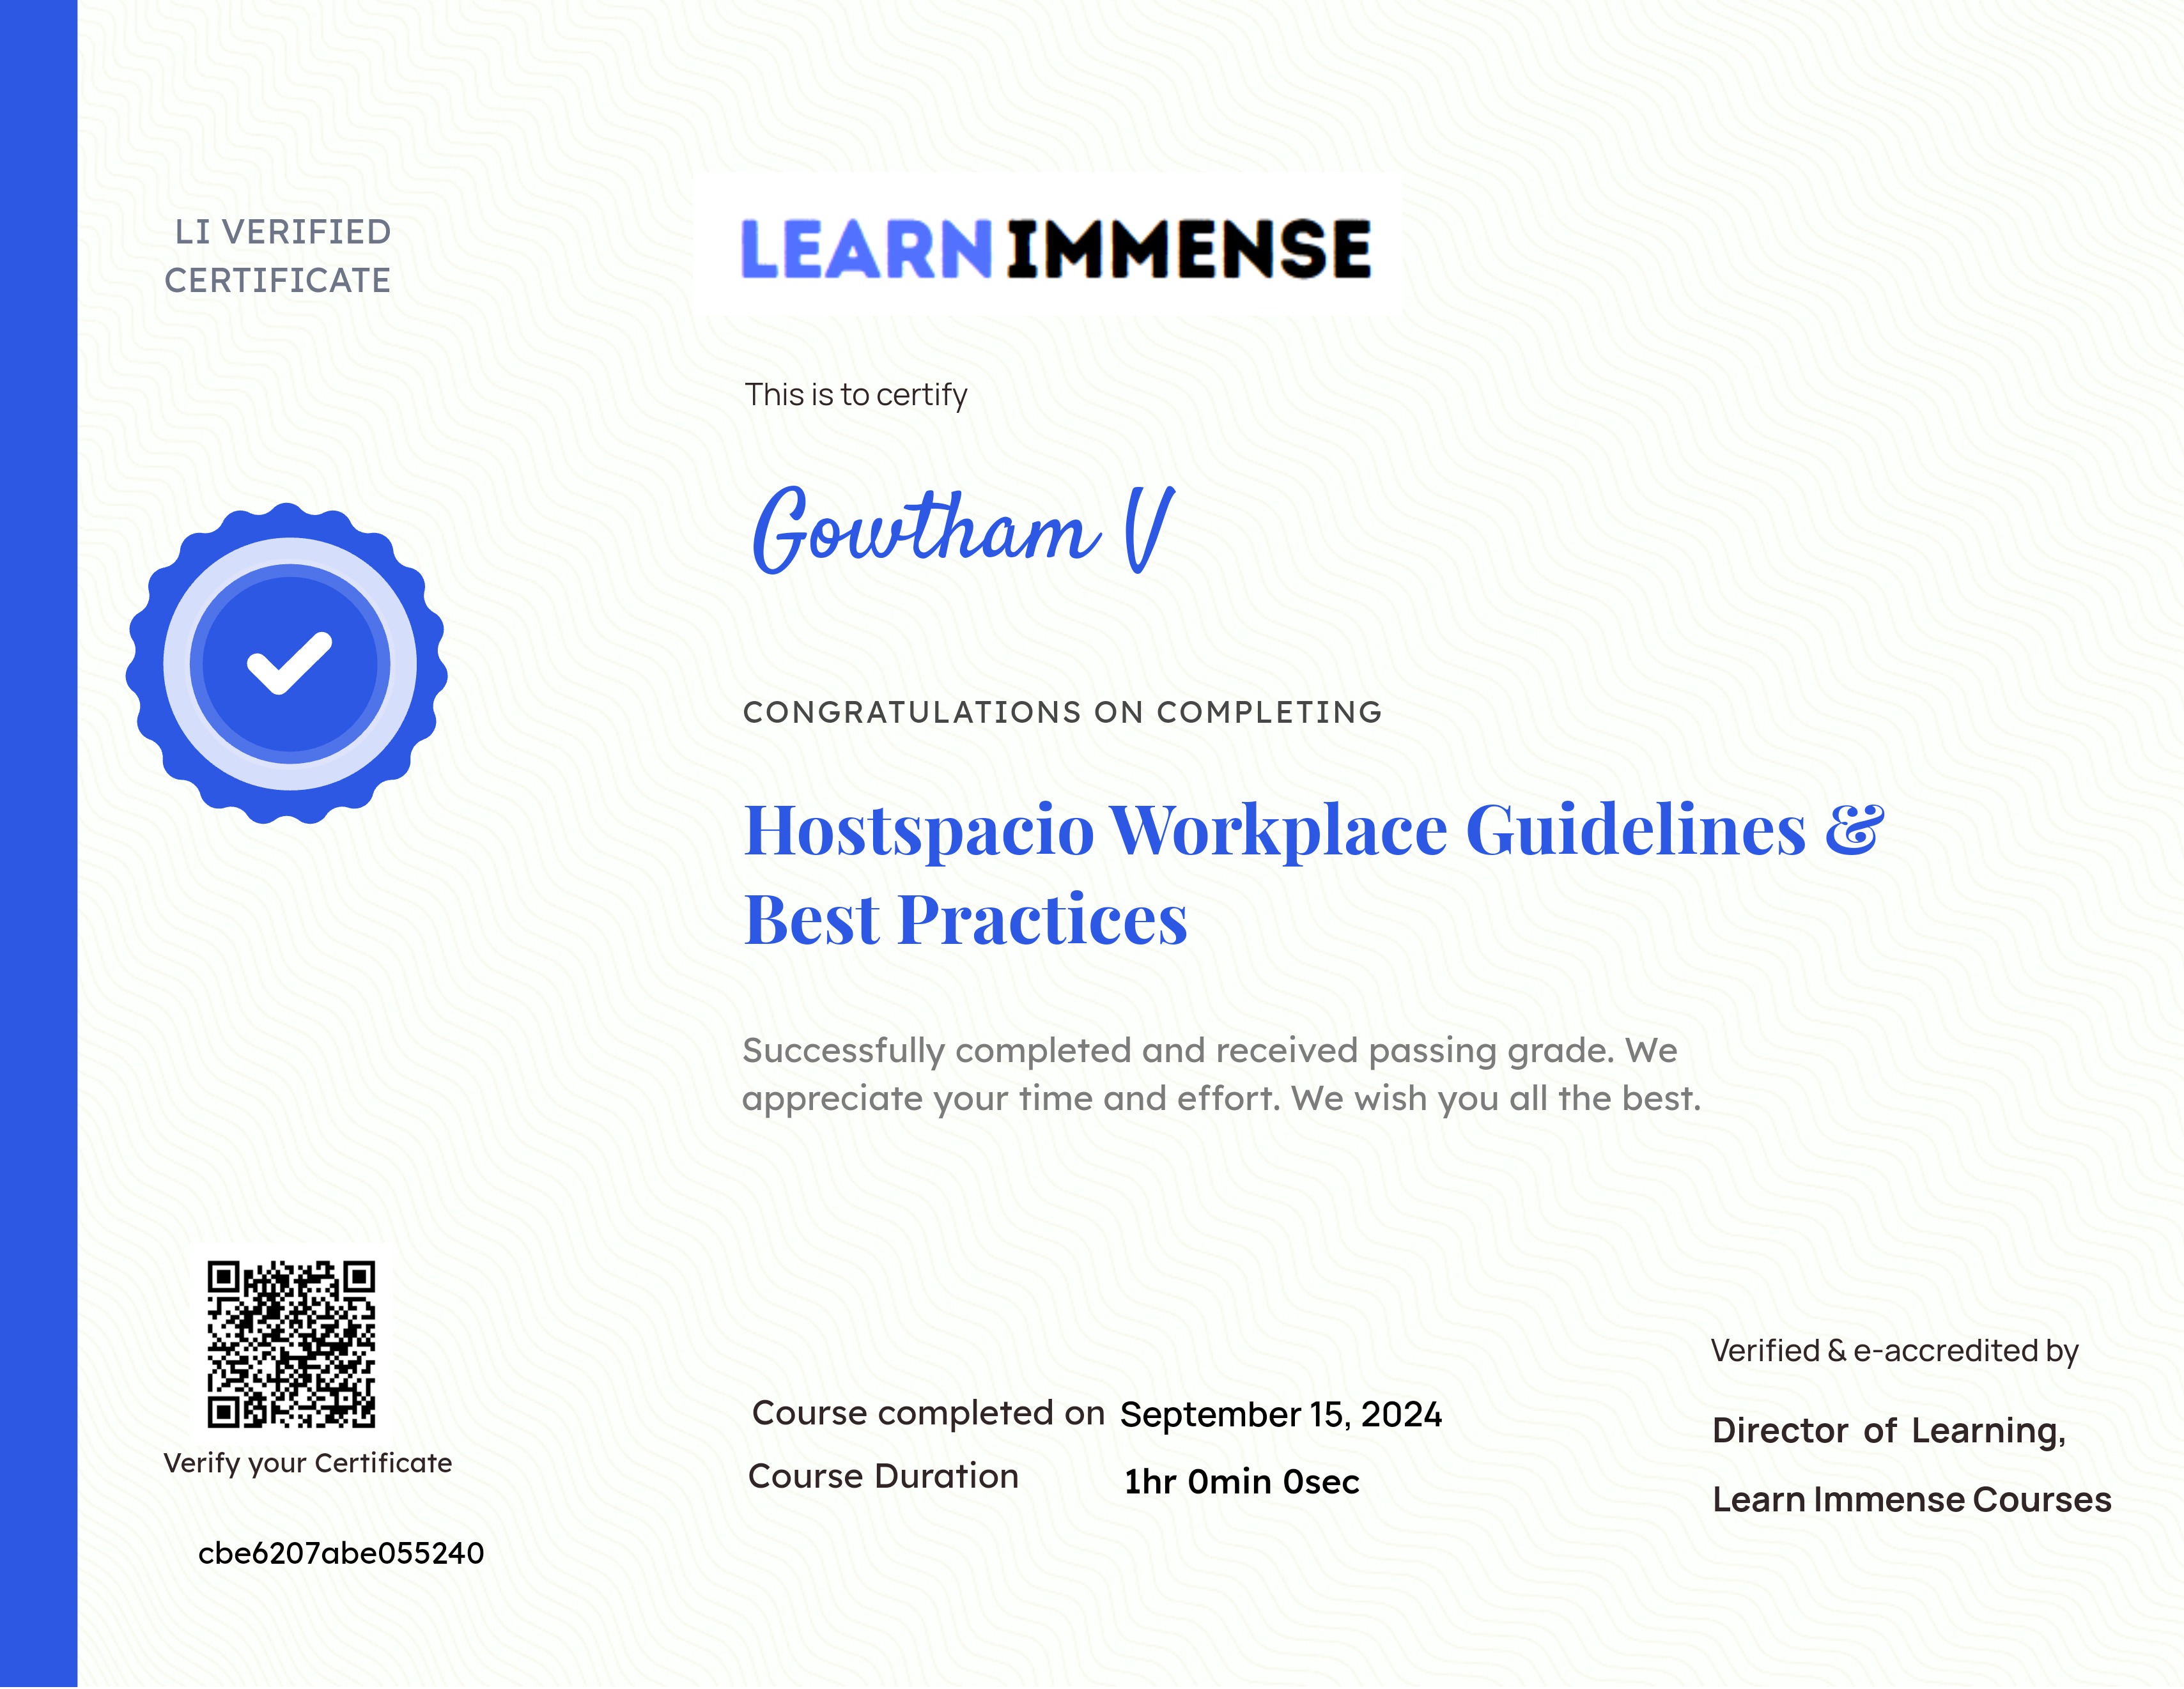 LI VERIFIED
CERTIFICATE
LEARNIMMENSE
This is to certify
Gowtham V
CONGRATULATIONS ON COMPLETING
Hostspacio Workplace Guidelines &
Best Practices
Successfully completed and received passing grade. We
appreciate your time and effort. We wish you all the best.
Verify your Certificate
cbe6207abe055240
Course completed on September 15, 2024
Course Duration 1hr 0min 0sec
Verified & e-accredited by
Director of Learning,
Learn Immense Courses